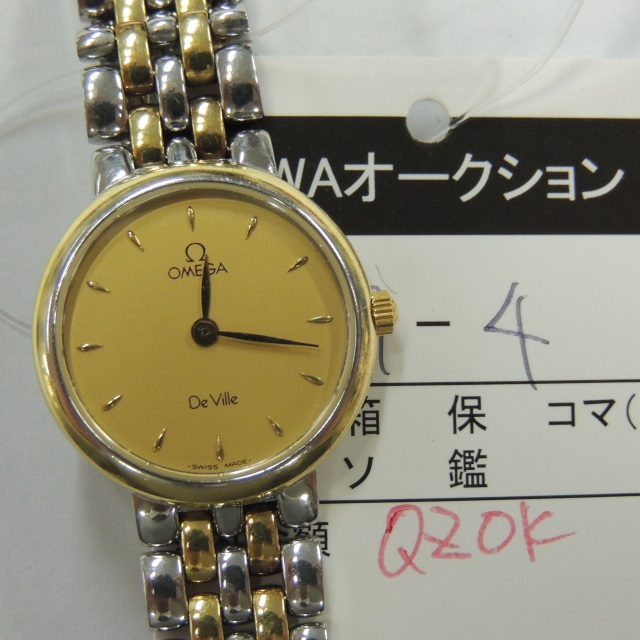 WAオークション
Ω
OMEGA
- 4
De Ville
箱 保 コマ(
SWISS MADE
ソ 鑑
額 QZOK